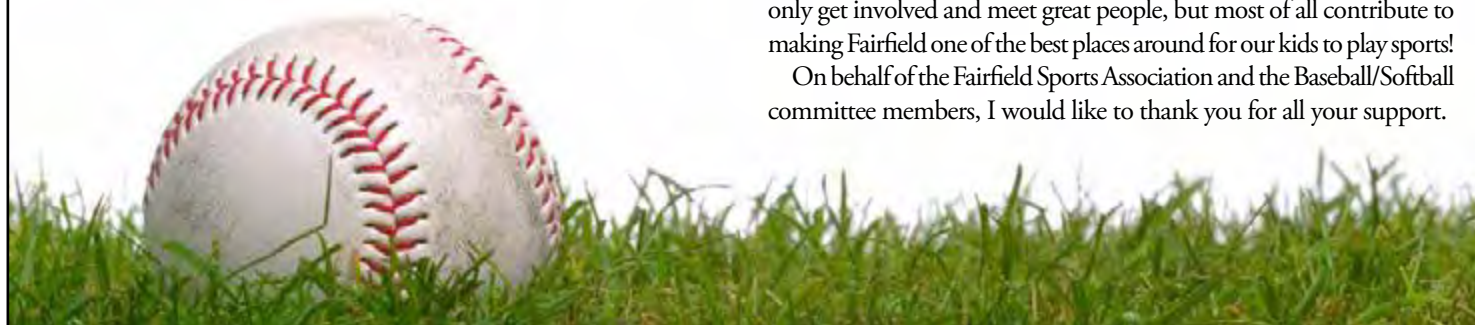 only get involved and meet great people, but most of all contribute to
making Fairfield one of the best places around for our kids to play sports!
On behalf of the Fairfield Sports Association and the Baseball/Softball
committee members, I would like to thank you for all your support.